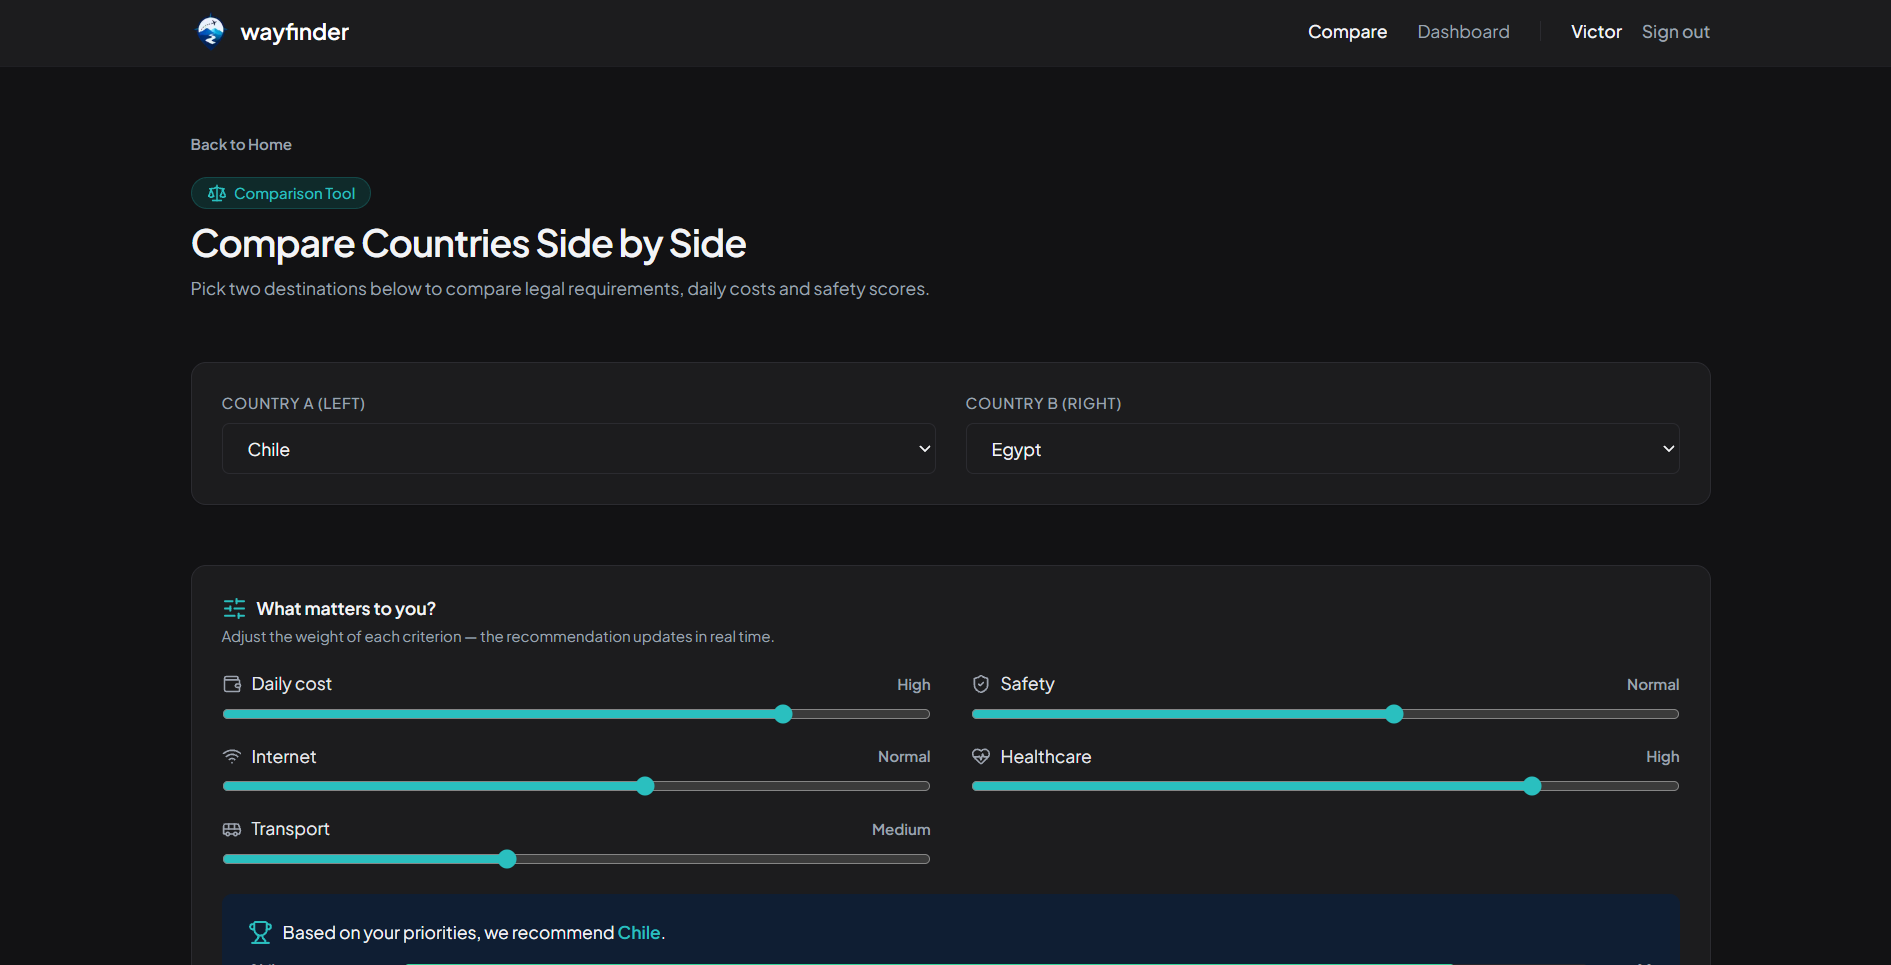 wayfinder
Compare Dashboard Victor Sign out
Back to Home
Comparison Tool
Compare Countries Side by Side
Pick two destinations below to compare legal requirements, daily costs and safety scores.
COUNTRY A (LEFT)
Chile
COUNTRY B (RIGHT)
Egypt
What matters to you?
Adjust the weight of each criterion — the recommendation updates in real time.
Daily cost High
Safety Normal
Internet Normal
Healthcare High
Transport Medium
Based on your priorities, we recommend Chile.